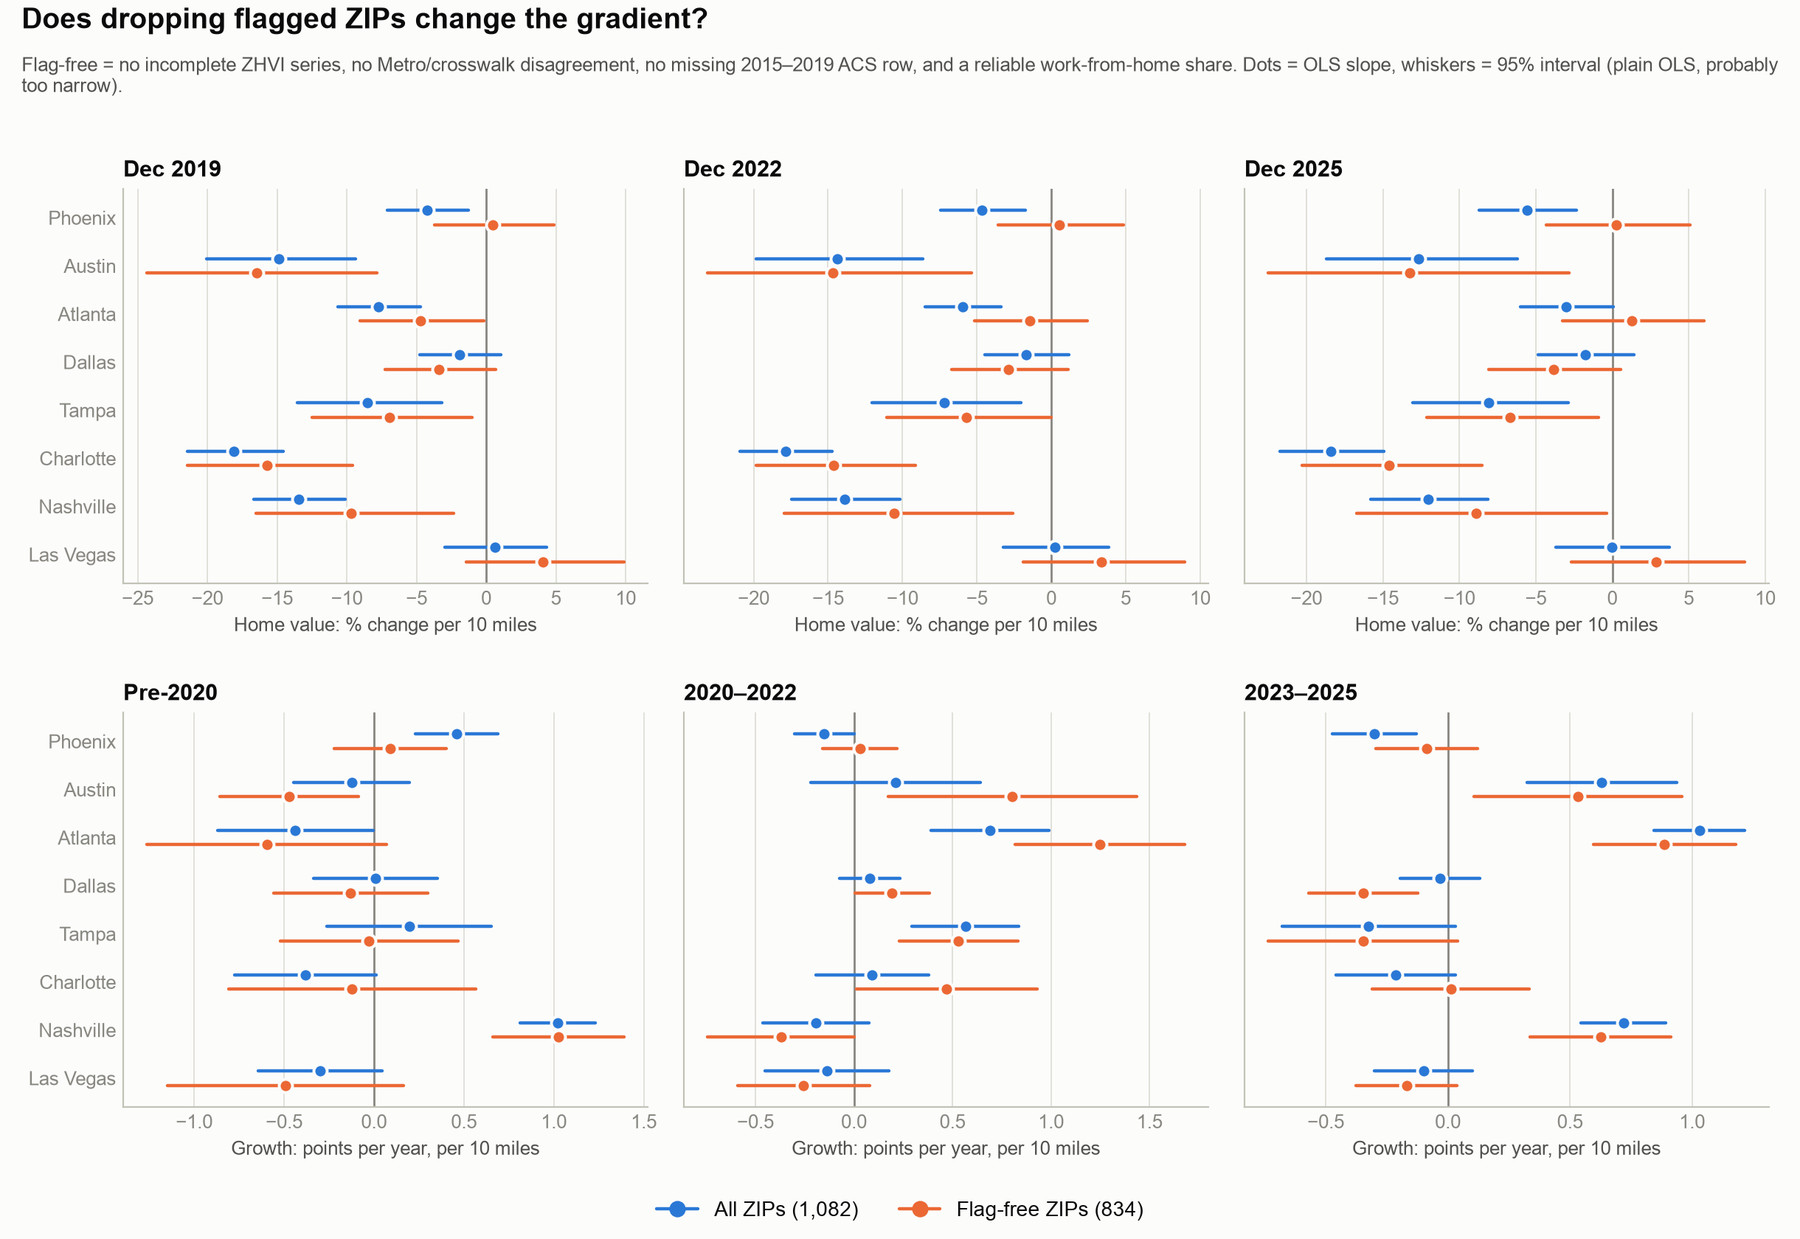 Does dropping flagged ZIPs change the gradient?
Flag-free = no incomplete ZHVI series, no Metro/crosswalk disagreement, no missing 2015–2019 ACS row, and a reliable work-from-home share. Dots = OLS slope, whiskers = 95% interval (plain OLS, probably
too narrow).
Dec 2019
Phoenix
Austin
Atlanta
Dallas
Tampa
Charlotte
Nashville
Las Vegas
−25 −20 −15 −10 −5 0 5 10
Home value: % change per 10 miles
Dec 2022
−20 −15 −10 −5 0 5 10
Home value: % change per 10 miles
Dec 2025
−20 −15 −10 −5 0 5 10
Home value: % change per 10 miles
Pre-2020
Phoenix
Austin
Atlanta
Dallas
Tampa
Charlotte
Nashville
Las Vegas
−1.0 −0.5 0.0 0.5 1.0 1.5
Growth: points per year, per 10 miles
2020–2022
−0.5 0.0 0.5 1.0 1.5
Growth: points per year, per 10 miles
2023–2025
−0.5 0.0 0.5 1.0
Growth: points per year, per 10 miles
All ZIPs (1,082)
Flag-free ZIPs (834)